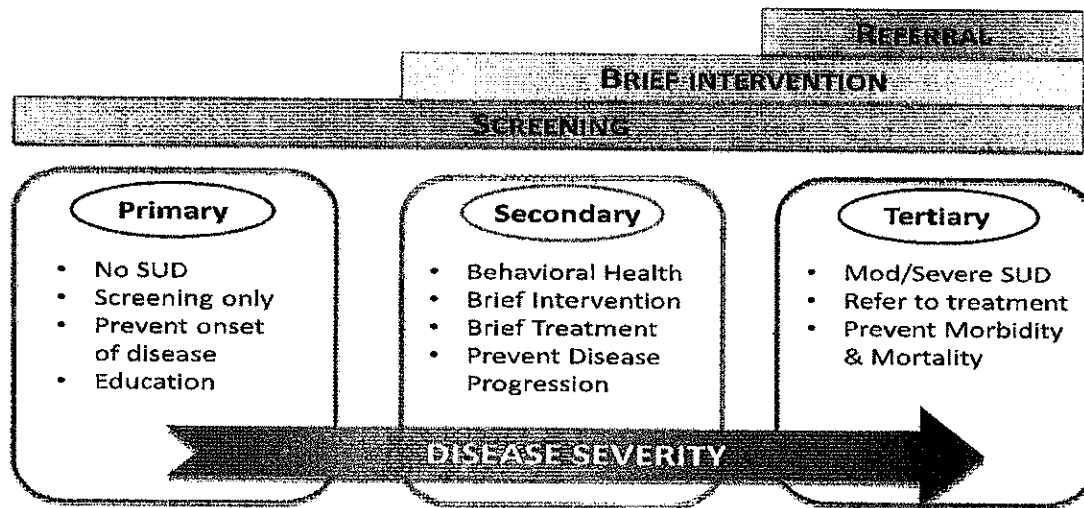 REFERRAL
BRIEF INTERVENTION
SCREENING
Primary
• No SUD
• Screening only
• Prevent onset
of disease
• Education
Secondary
• Behavioral Health
• Brief Intervention
• Brief Treatment
• Prevent Disease
Progression
Tertiary
• Mod/Severe SUD
• Refer to treatment
• Prevent Morbidity
& Mortality
DISEASE SEVERITY